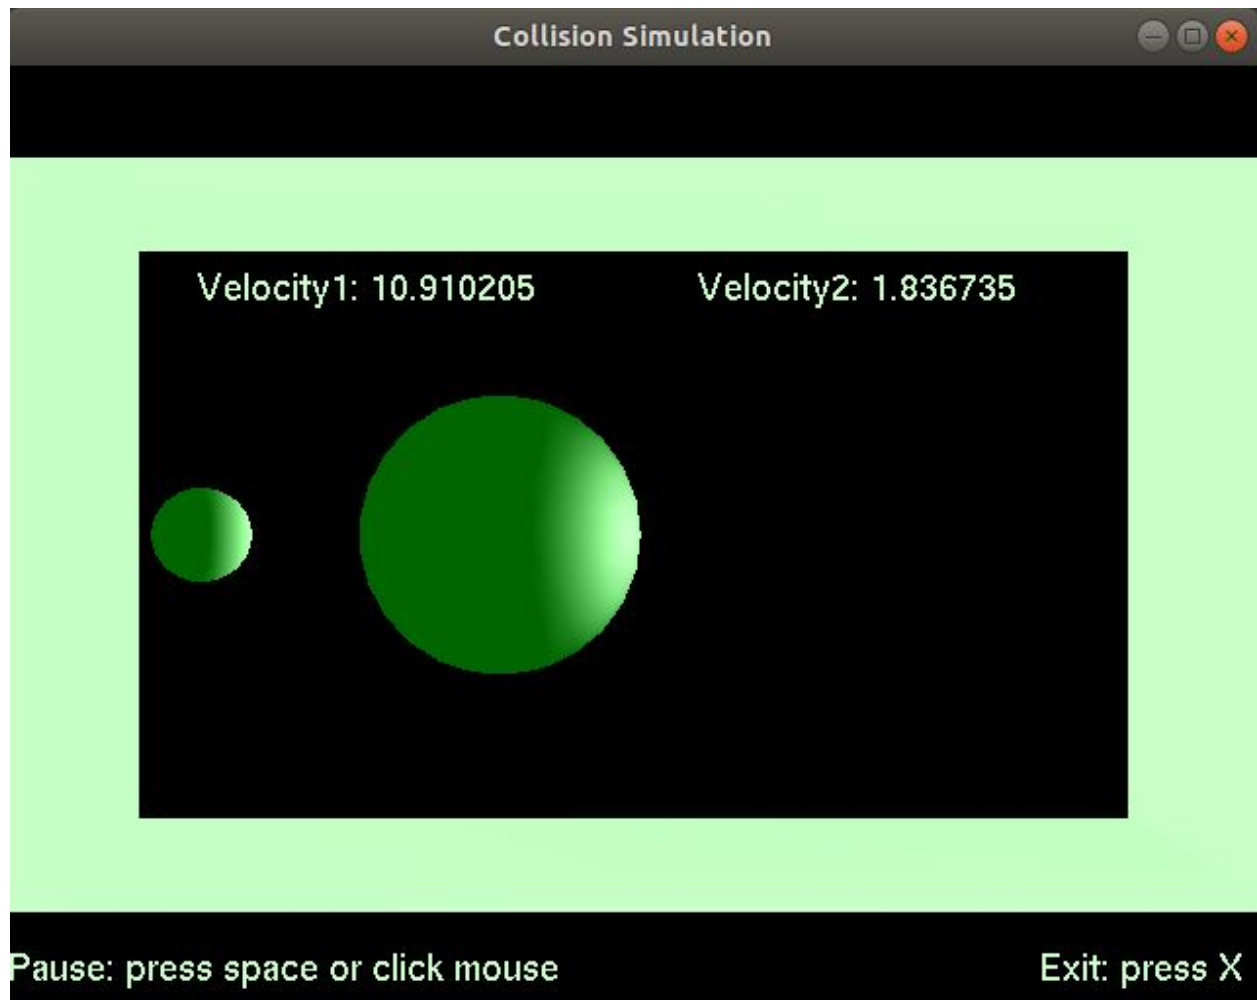 Collision Simulation
Velocity1: 10.910205 Velocity2: 1.836735
Pause: press space or click mouse Exit: press X